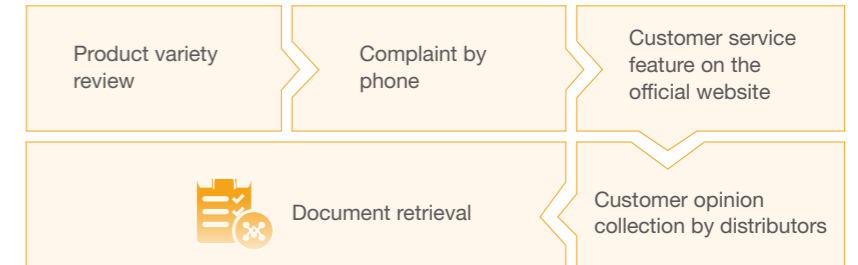 Product variety
review
Complaint by
phone
Customer service
feature on the
official website
Customer opinion
collection by distributors
Document retrieval